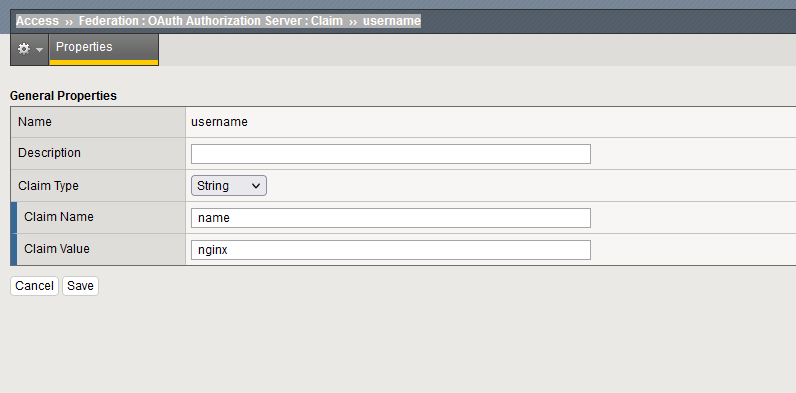 Access ›› Federation : OAuth Authorization Server : Claim ›› username
Properties
General Properties
Name username
Description
Claim Type String
Claim Name name
Claim Value nginx
Cancel Save